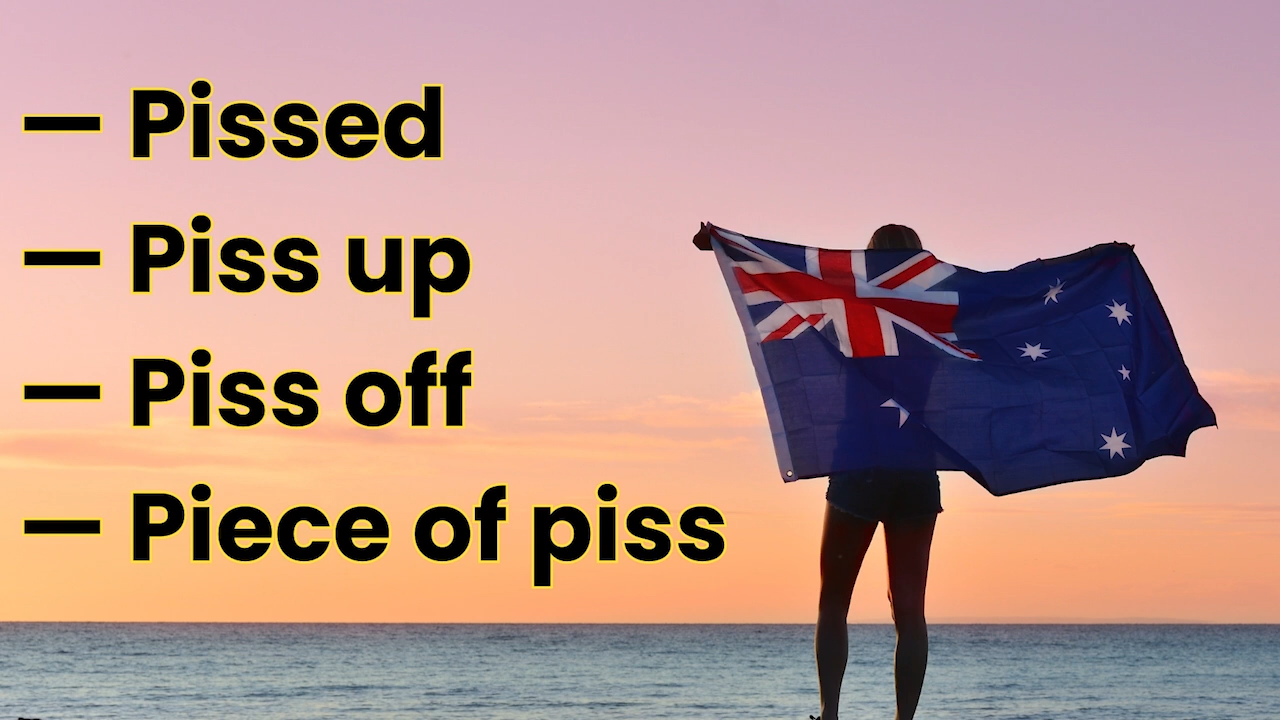 — Pissed
— Piss up
— Piss off
— Piece of piss